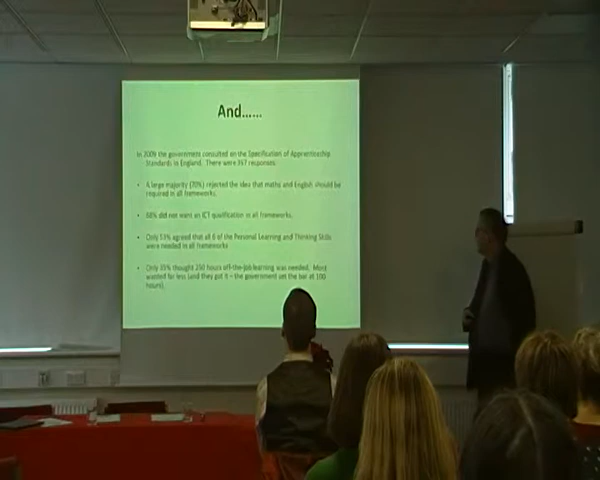 And......
In 2009 the government consulted on the Specification of Apprenticeship
Standards in England. There were 367 responses.
• A large majority (70%) rejected the idea that maths and English should be
required in all frameworks.
• 68% did not want an ICT qualification in all frameworks.
• Only 53% agreed that all 6 of the Personal Learning and Thinking Skills
were needed in all frameworks
• Only 35% thought 250 hours off-the-job learning was needed. Most
wanted far less (and they got it – the government set the bar at 100
hours).